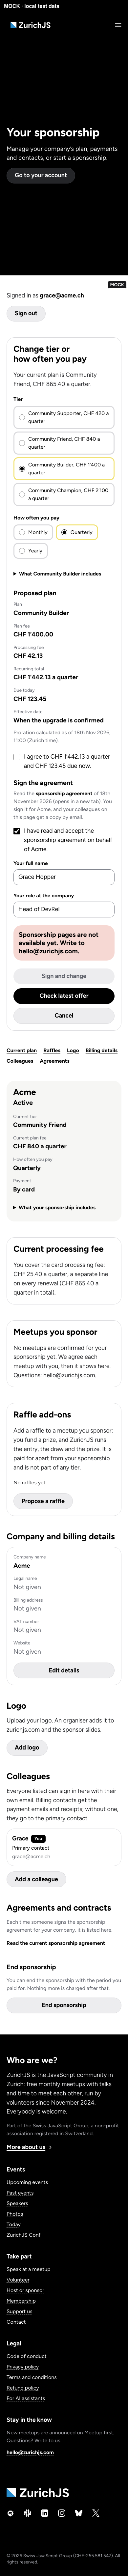 MOCK · local test data
ZurichJS
Your sponsorship
Manage your company's plan, payments
and contacts, or start a sponsorship.
Go to your account
MOCK
Signed in as grace@acme.ch
Sign out
Change tier or
how often you pay
Your current plan is Community
Friend, CHF 865.40 a quarter.
Tier
Community Supporter, CHF 420 a
quarter
Community Friend, CHF 840 a
quarter
Community Builder, CHF 1'400 a
quarter
Community Champion, CHF 2'100
a quarter
How often you pay
Monthly
Quarterly
Yearly
What Community Builder includes
Proposed plan
Plan
Community Builder
Plan fee
CHF 1'400.00
Processing fee
CHF 42.13
Recurring total
CHF 1'442.13 a quarter
Due today
CHF 123.45
Effective date
When the upgrade is confirmed
Proration calculated as of 18th Nov 2026,
11:00 (Zurich time).
I agree to CHF 1'442.13 a quarter
and CHF 123.45 due now.
Sign the agreement
Read the sponsorship agreement of 18th
November 2026 (opens in a new tab). You
sign it for Acme, and your colleagues on
this page get a copy by email.
I have read and accept the
sponsorship agreement on behalf
of Acme.
Your full name
Grace Hopper
Your role at the company
Head of DevRel
Sponsorship pages are not
available yet. Write to
hello@zurichjs.com.
Sign and change
Check latest offer
Cancel
Current plan
Raffles
Logo
Billing details
Colleagues
Agreements
Acme
Active
Current tier
Community Friend
Current plan fee
CHF 840 a quarter
How often you pay
Quarterly
Payment
By card
What your sponsorship includes
Current processing fee
You cover the card processing fee:
CHF 25.40 a quarter, a separate line
on every renewal (CHF 865.40 a
quarter in total).
Meetups you sponsor
No meetups are confirmed for your
sponsorship yet. We agree each
meetup with you, then it shows here.
Questions: hello@zurichjs.com.
Raffle add-ons
Add a raffle to a meetup you sponsor:
you fund a prize, and ZurichJS runs
the entry, the draw and the prize. It is
paid for apart from your sponsorship
and is not part of any tier.
No raffles yet.
Propose a raffle
Company and billing details
Company name
Acme
Legal name
Not given
Billing address
Not given
VAT number
Not given
Website
Not given
Edit details
Logo
Upload your logo. An organiser adds it to
zurichjs.com and the sponsor slides.
Add logo
Colleagues
Everyone listed can sign in here with their
own email. Billing contacts get the
payment emails and receipts; notices, one
they go to the primary contact.
Grace
You
Primary contact
grace@acme.ch
Add a colleague
Agreements and contracts
Each time someone signs the sponsorship
agreement for your company, it is listed here.
Read the current sponsorship agreement
End sponsorship
You can end the sponsorship with the period you
paid for. Nothing more is charged after that.
End sponsorship
Who are we?
ZurichJS is the JavaScript community in
Zurich: free monthly meetups with talks
and time to meet each other, run by
volunteers since November 2024.
Everybody is welcome.
Part of the Swiss JavaScript Group, a non-profit
association registered in Switzerland.
More about us
Events
Upcoming events
Past events
Speakers
Photos
Today
ZurichJS Conf
Take part
Speak at a meetup
Volunteer
Host or sponsor
Membership
Support us
Contact
Legal
Code of conduct
Privacy policy
Terms and conditions
Refund policy
For AI assistants
Stay in the know
New meetups are announced on Meetup first.
Questions? Write to us.
hello@zurichjs.com
ZurichJS
© 2026 Swiss JavaScript Group (CHE-255.581.547). All
rights reserved.